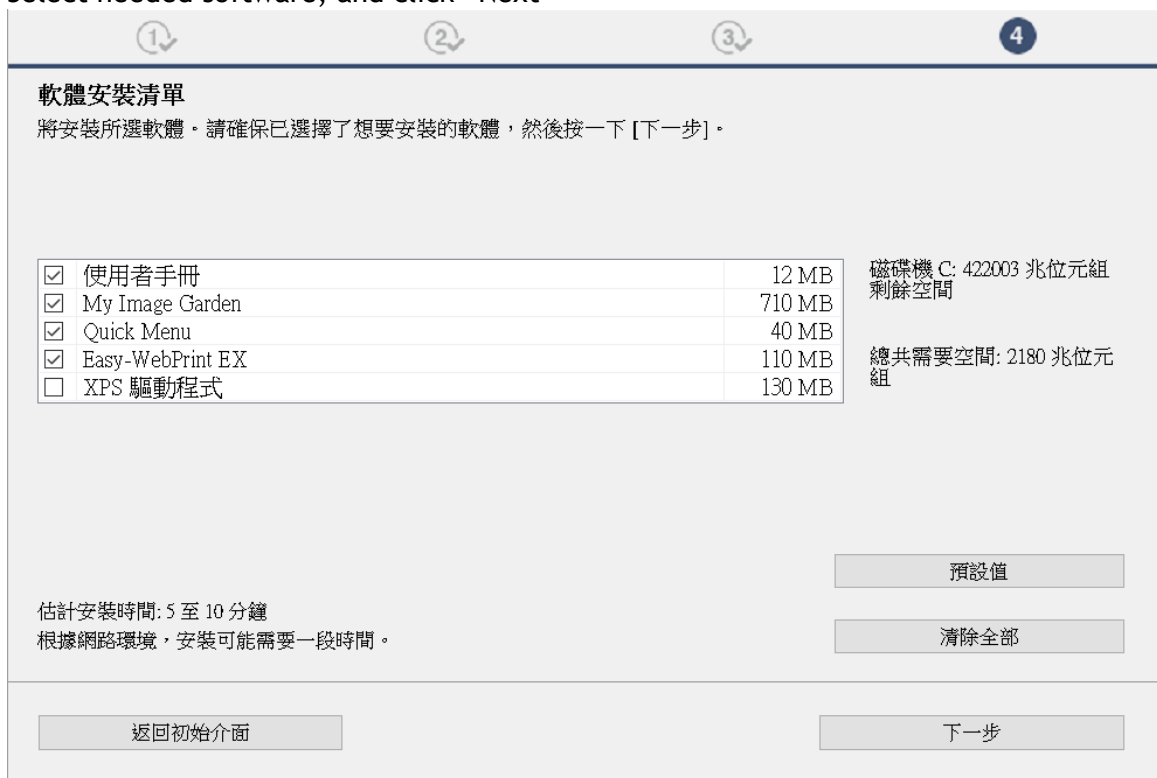 select needed software, and click "Next"
1
2
3
4
軟體安裝清單
將安裝所選軟體。請確保已選擇了想要安裝的軟體，然後按一下 [下一步]。
使用者手冊 12 MB
My Image Garden 710 MB
Quick Menu 40 MB
Easy-WebPrint EX 110 MB
XPS 驅動程式 130 MB
磁碟機 C: 422003 兆位元組
剩餘空間
總共需要空間: 2180 兆位元
組
預設值
估計安裝時間: 5 至 10 分鐘
根據網路環境，安裝可能需要一段時間。
清除全部
返回初始介面
下一步